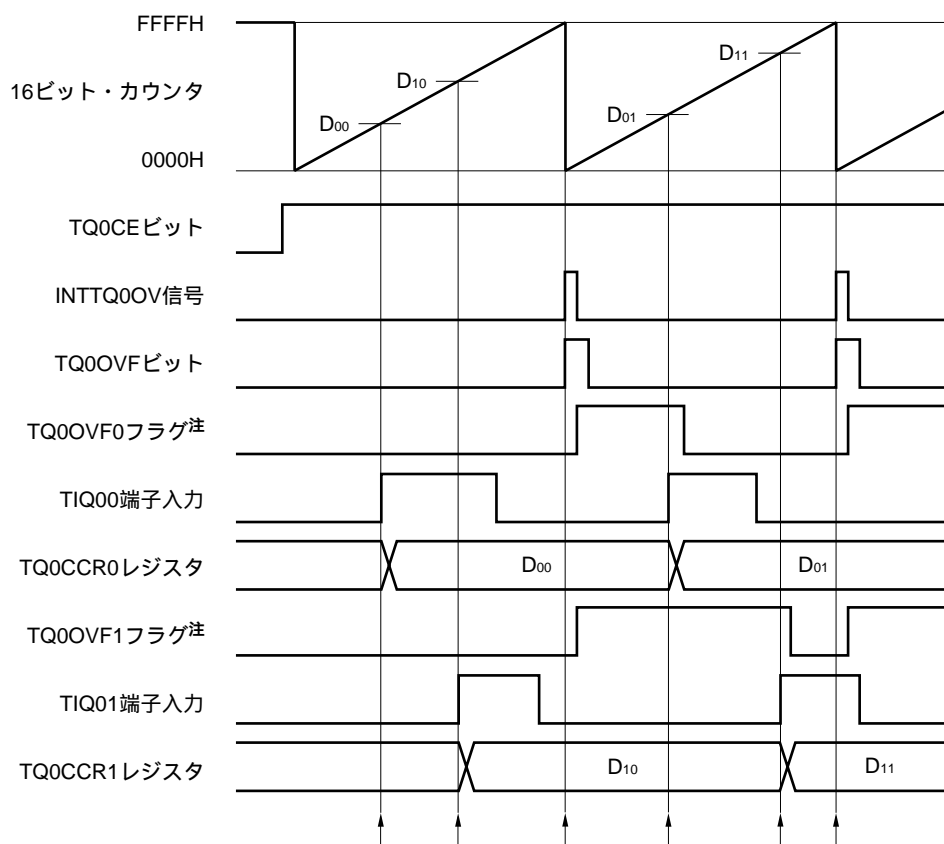 FFFFH
16ビット・カウンタ
0000H
D00
D10
D01
D11
TQ0CEビット
INTTQ0OV信号
TQ0OVFビット
TQ0OVF0フラグ注
TIQ00端子入力
TQ0CCR0レジスタ
D00
D01
TQ0OVF1フラグ注
TIQ01端子入力
TQ0CCR1レジスタ
D10
D11